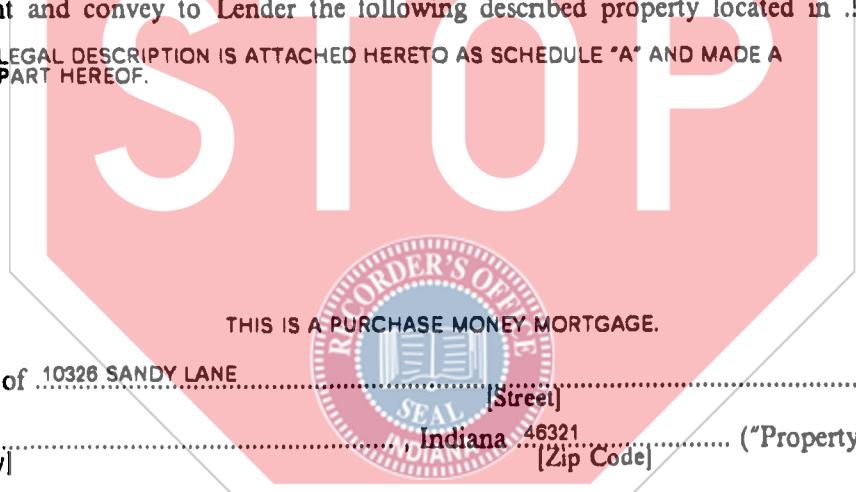 nt and convey to Lender the following described property located in
LEGAL DESCRIPTION IS ATTACHED HERETO AS SCHEDULE "A" AND MADE A
PART HEREOF.
STOP
RECORDER'S OFFICE
THIS IS A PURCHASE MONEY MORTGAGE.
of 10326 SANDY LANE
[Street]
SEAL
INDIANA
, Indiana 46321 ("Property
y] [Zip Code]